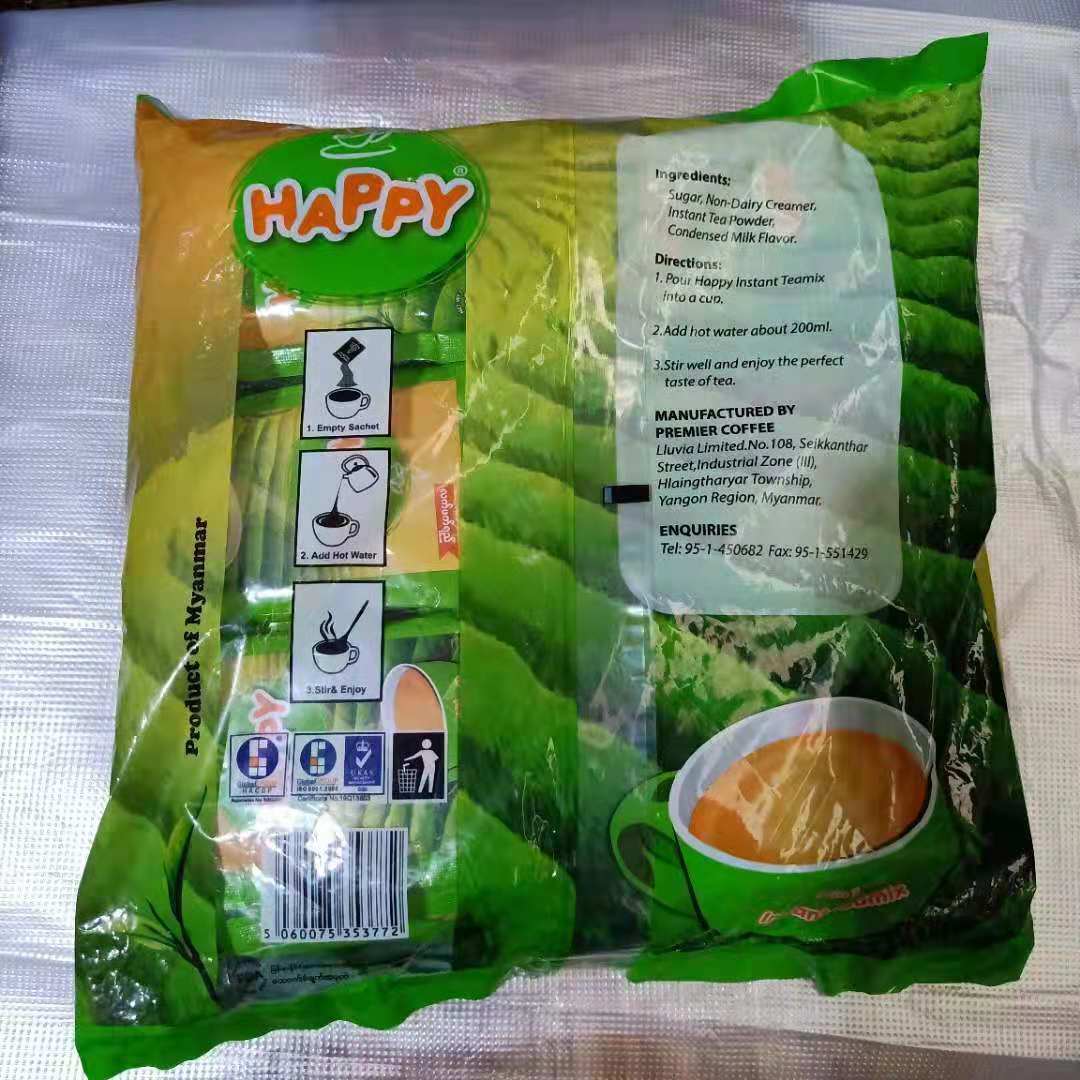 HAPPY®
1. Empty Sachet
2. Add Hot Water
3.Stir& Enjoy
Product of Myanmar
HACCP
UKAS
5 060075 353772
Ingredients:
Sugar, Non-Dairy Creamer,
Instant Tea Powder,
Condensed Milk Flavor.
Directions:
1. Pour Happy Instant Teamix
into a cup.
2.Add hot water about 200ml.
3.Stir well and enjoy the perfect
taste of tea.
MANUFACTURED BY
PREMIER COFFEE
Lluvia Limited.No.108, Seikkanthar
Street,Industrial Zone (III),
Hlaingtharyar Township,
Yangon Region, Myanmar.
ENQUIRIES
Tel: 95-1-450682 Fax: 95-1-551429